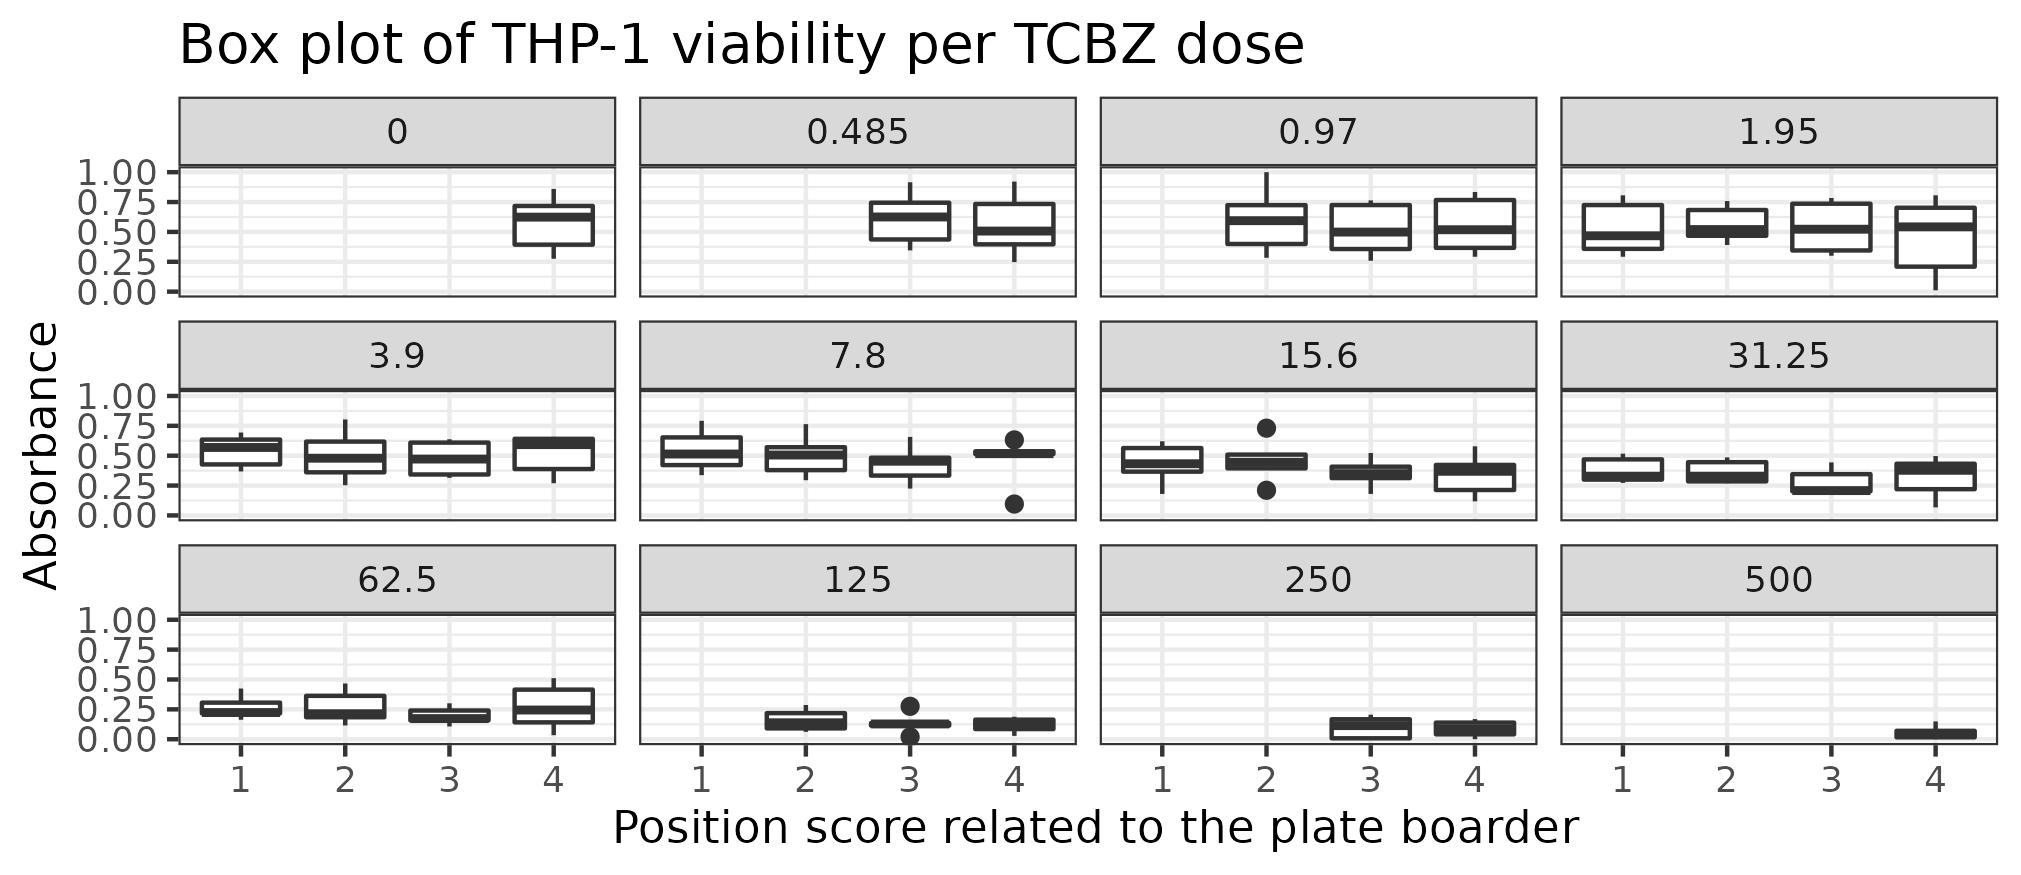 Box plot of THP-1 viability per TCBZ dose
0 0.485 0.97 1.95
1.00
0.75
0.50
0.25
0.00
3.9 7.8 15.6 31.25
1.00
0.75
0.50
0.25
0.00
62.5 125 250 500
1.00
0.75
0.50
0.25
0.00
Absorbance
1 2 3 4 1 2 3 4 1 2 3 4 1 2 3 4
Position score related to the plate boarder